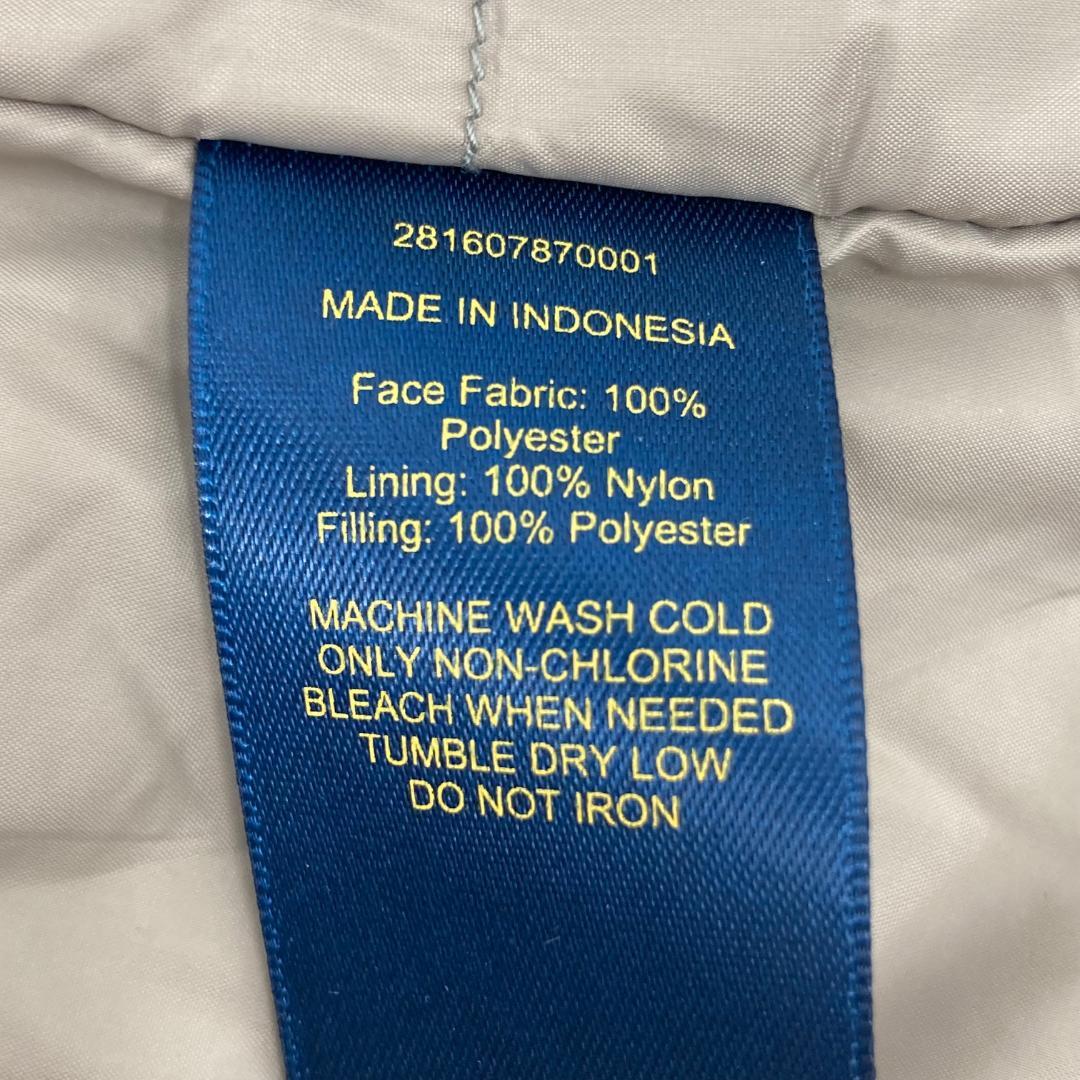 281607870001
MADE IN INDONESIA
Face Fabric: 100%
Polyester
Lining: 100% Nylon
Filling: 100% Polyester
MACHINE WASH COLD
ONLY NON-CHLORINE
BLEACH WHEN NEEDED
TUMBLE DRY LOW
DO NOT IRON